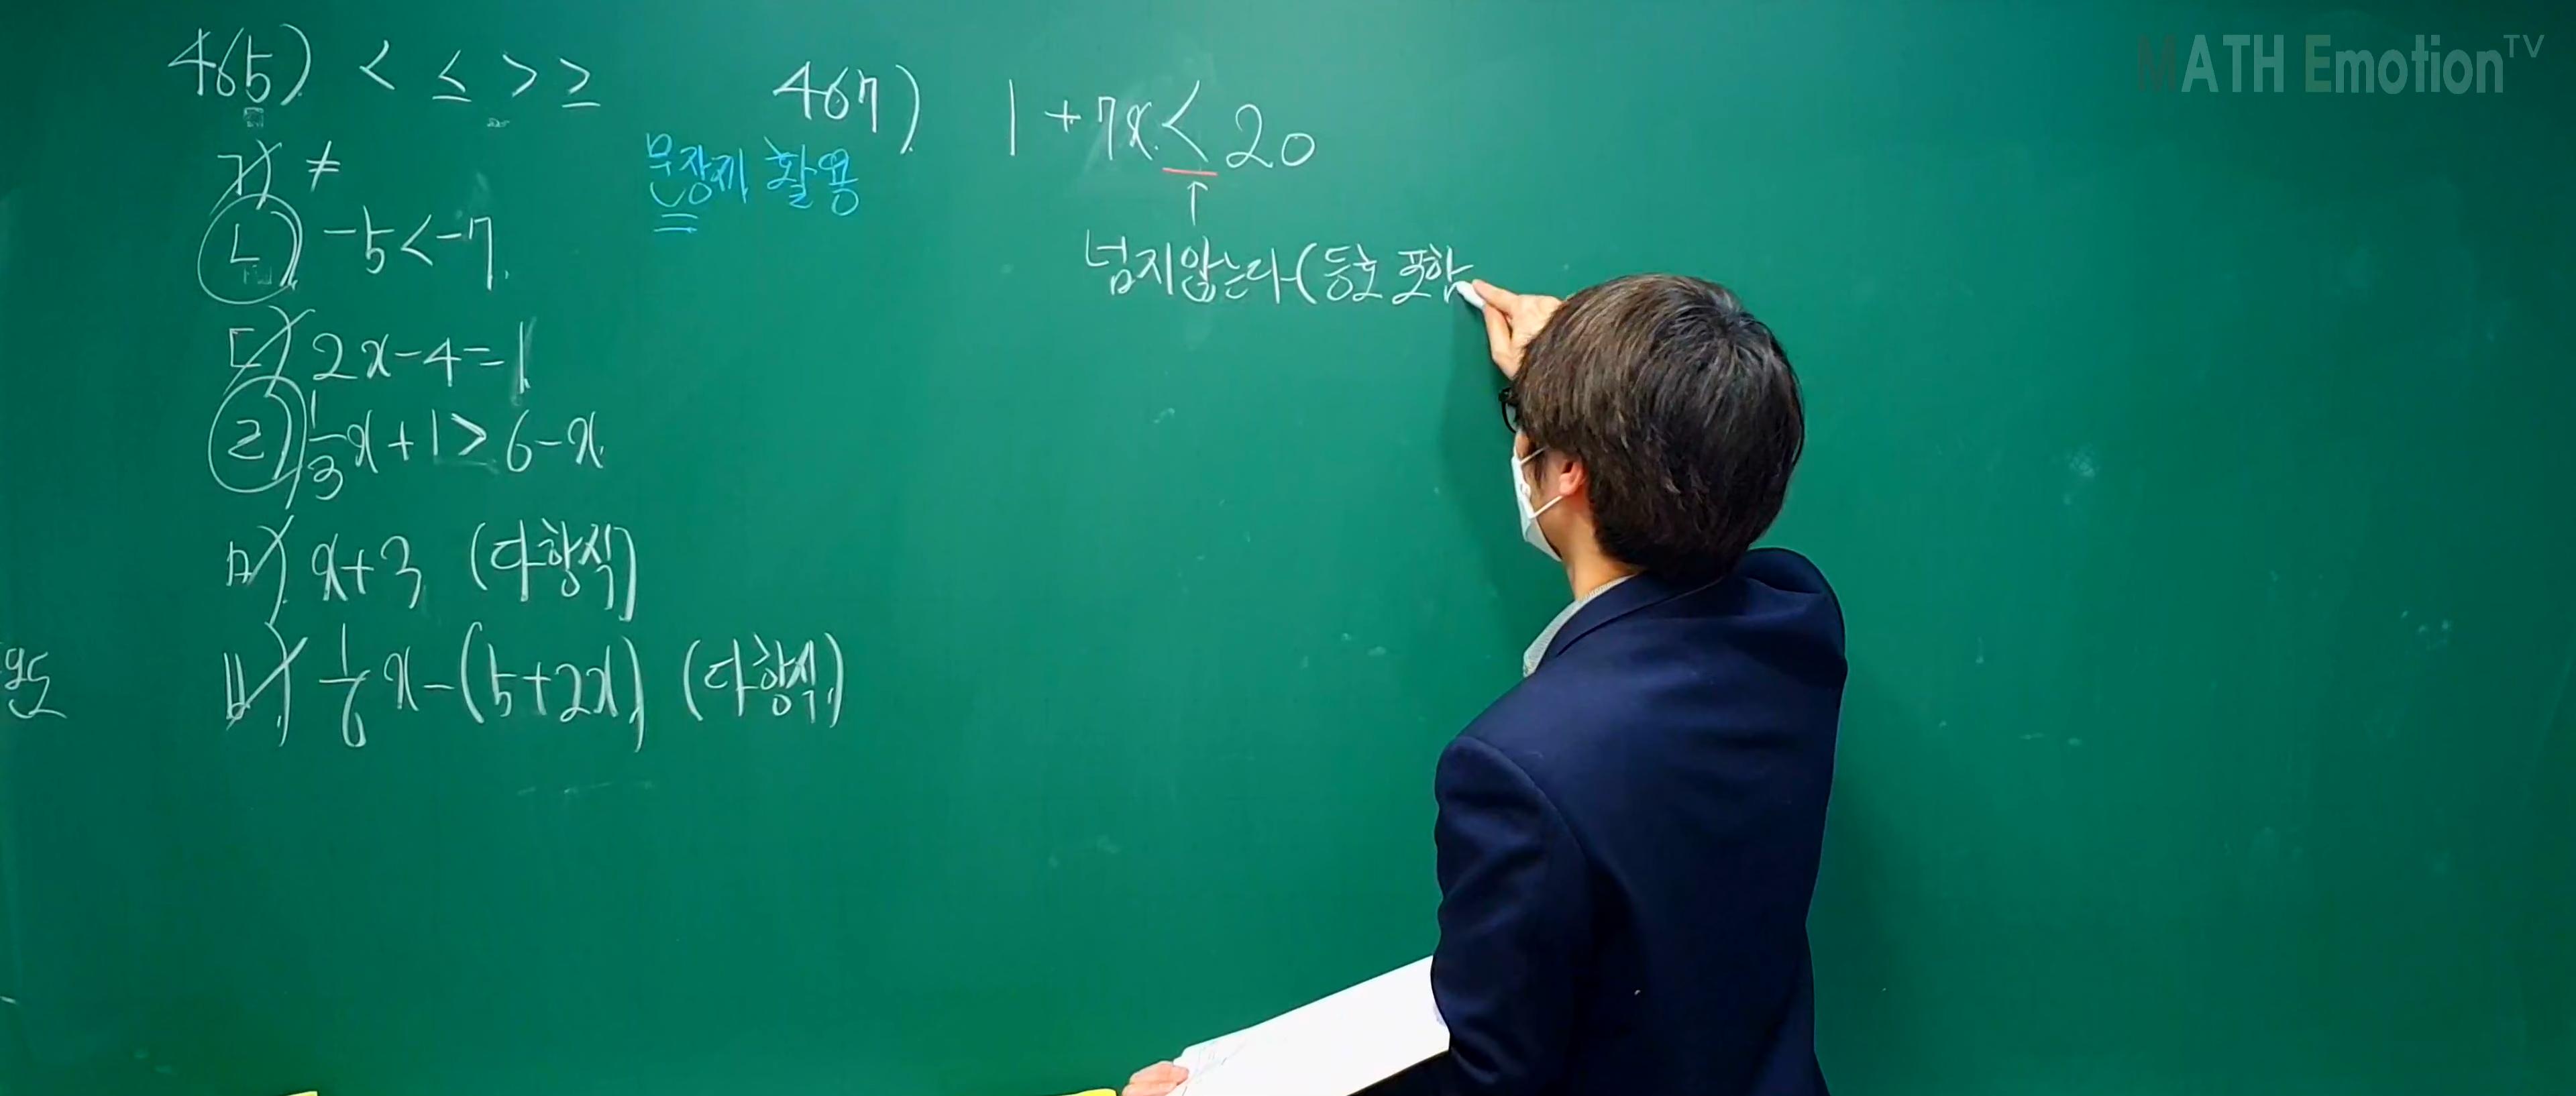 MATH Emotion TV
465) < ≤ > ≥
ㄱ) ≠
ㄴ) -5<-7
ㄷ) 2x-4=1
ㄹ) 1/3x+1≥6-x
ㅁ) x+3 (다항식)
ㅂ) 1/6x-(5+2x) (다항식)
문장제 활용
467) 1+7x≤20
↑
넘지않는다(등호 포함